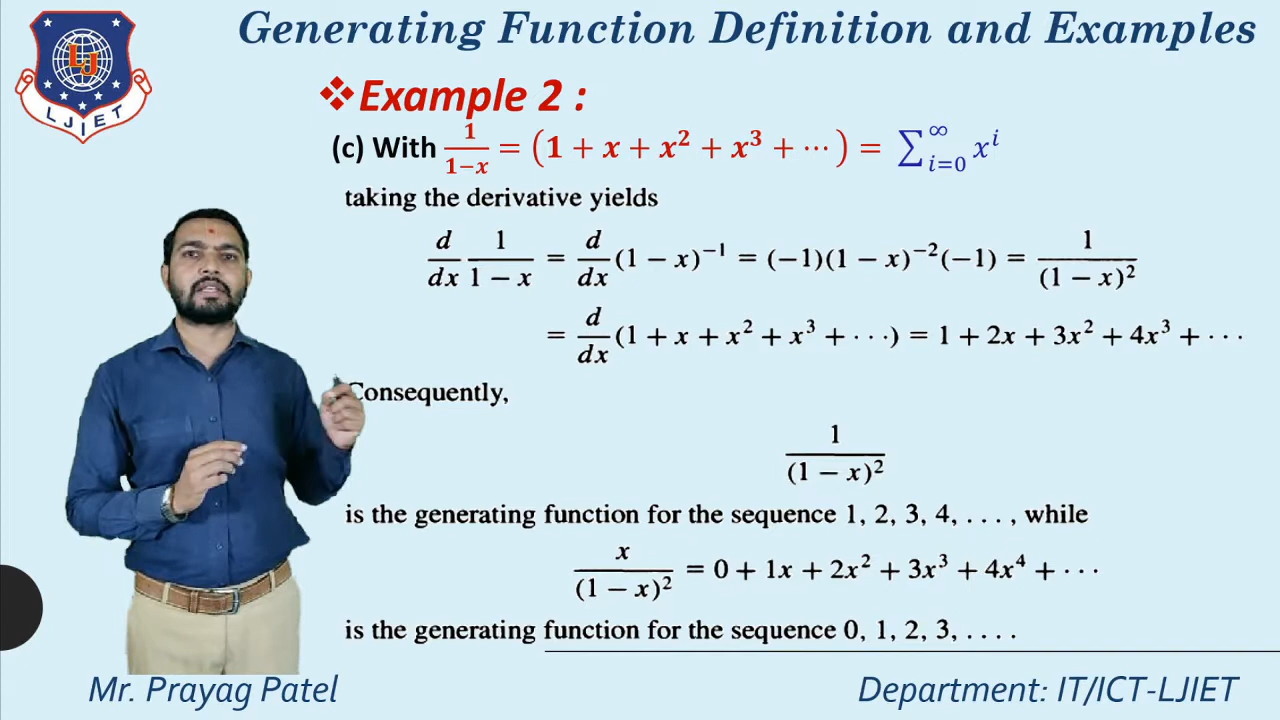 Generating Function Definition and Examples
LJ
LJIET
❖Example 2 :
(c) With 1/(1−x) = (1 + x + x² + x³ + ⋯ ) = ∑_{i=0}^{∞} x^i
taking the derivative yields
d/dx 1/(1 − x) = d/dx (1 − x)⁻¹ = (−1)(1 − x)⁻²(−1) = 1/(1 − x)²
= d/dx (1 + x + x² + x³ + · · ·) = 1 + 2x + 3x² + 4x³ + · · ·
Consequently,
1/(1 − x)²
is the generating function for the sequence 1, 2, 3, 4, . . . , while
x/(1 − x)² = 0 + 1x + 2x² + 3x³ + 4x⁴ + · · ·
is the generating function for the sequence 0, 1, 2, 3, . . . .
Mr. Prayag Patel
Department: IT/ICT-LJIET